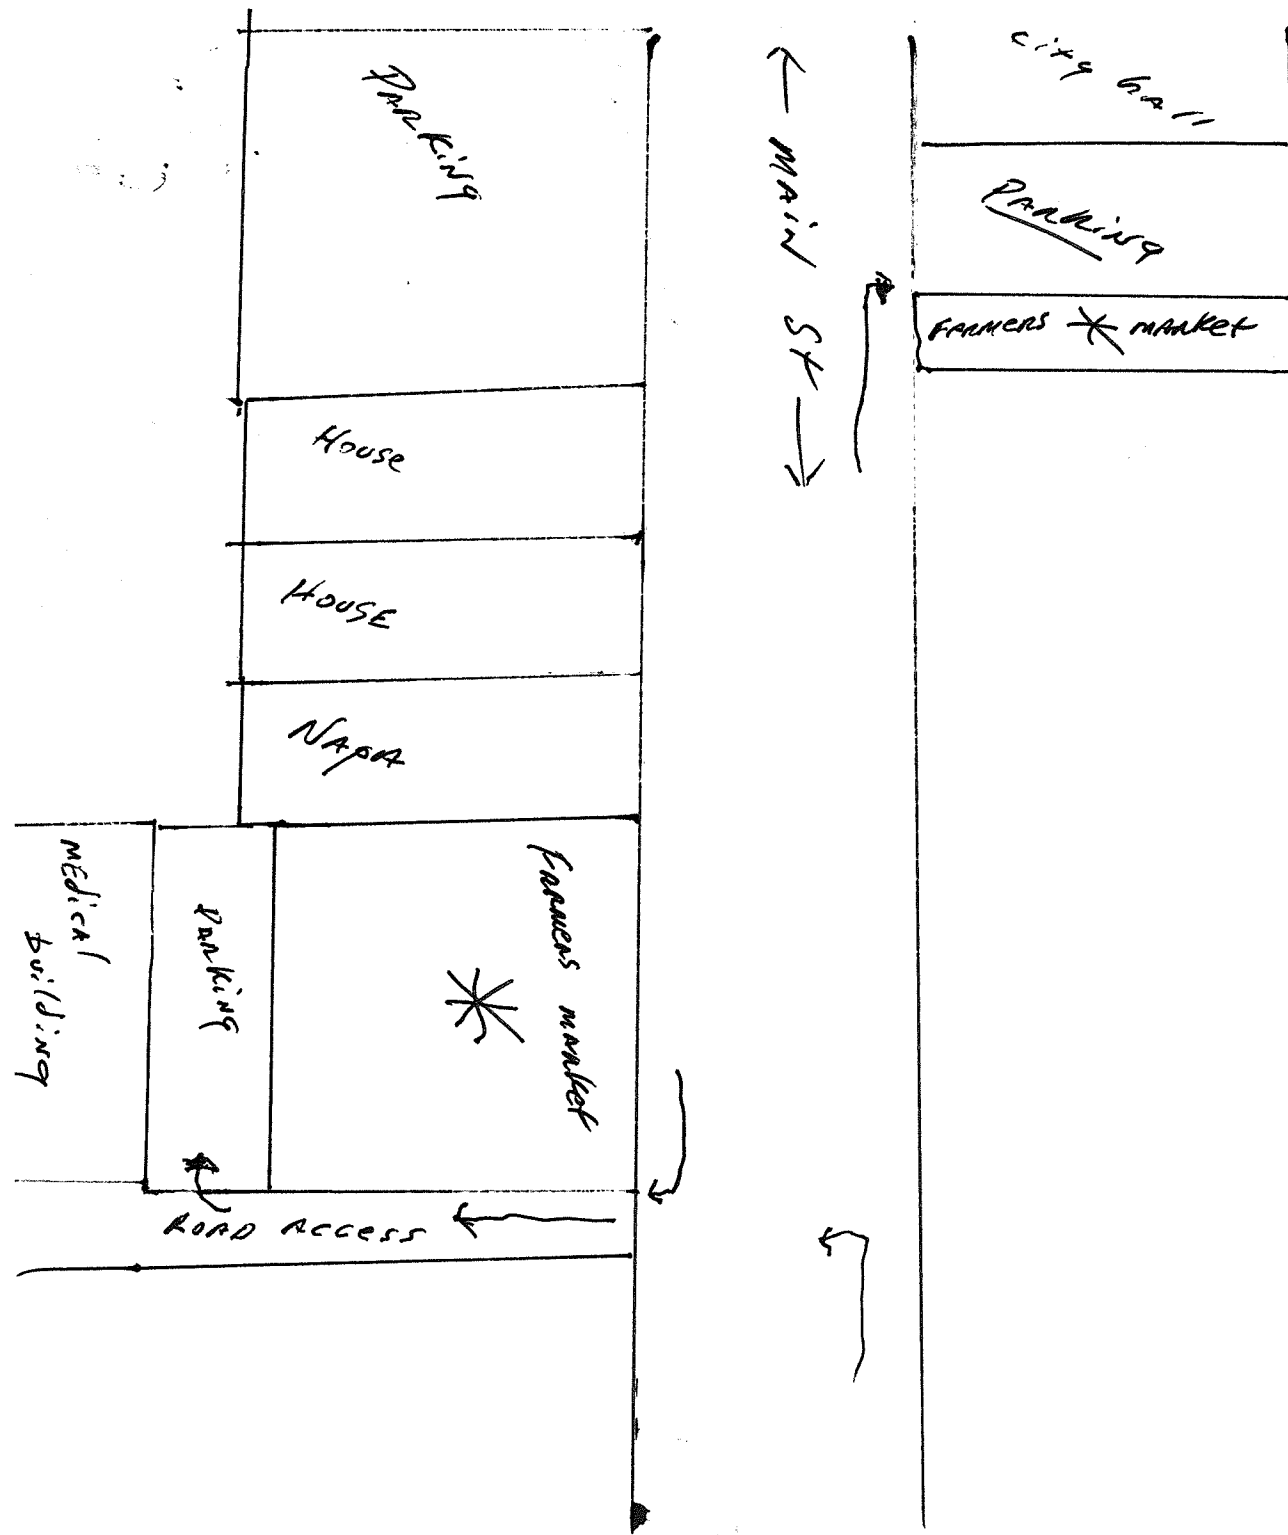 city hall
PARKiNg
PARKiNg
← MAiN St →
FARMERS * MARKet
House
HOUSE
NAPA
FARMERS MARKet
PARKiNg
MEdicAl
buildiNg
ROAD ACCESS